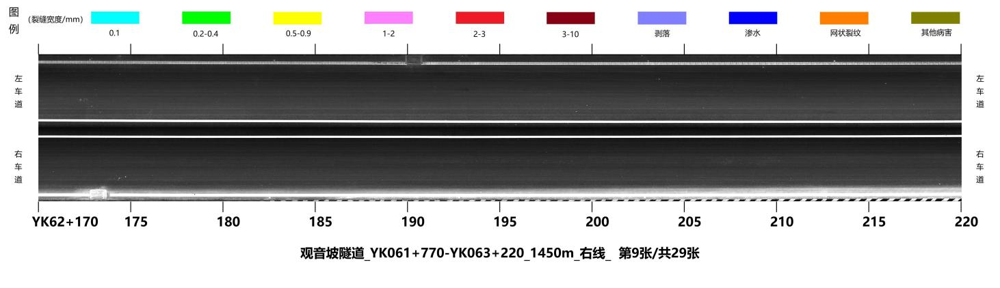 图例 (裂缝宽度/mm)
0.1 0.2-0.4 0.5-0.9 1-2 2-3 3-10 剥落 渗水 网状裂纹 其他病害
左车道 左车道
右车道 右车道
YK62+170 175 180 185 190 195 200 205 210 215 220
观音坡隧道_YK061+770-YK063+220_1450m_右线_ 第9张/共29张